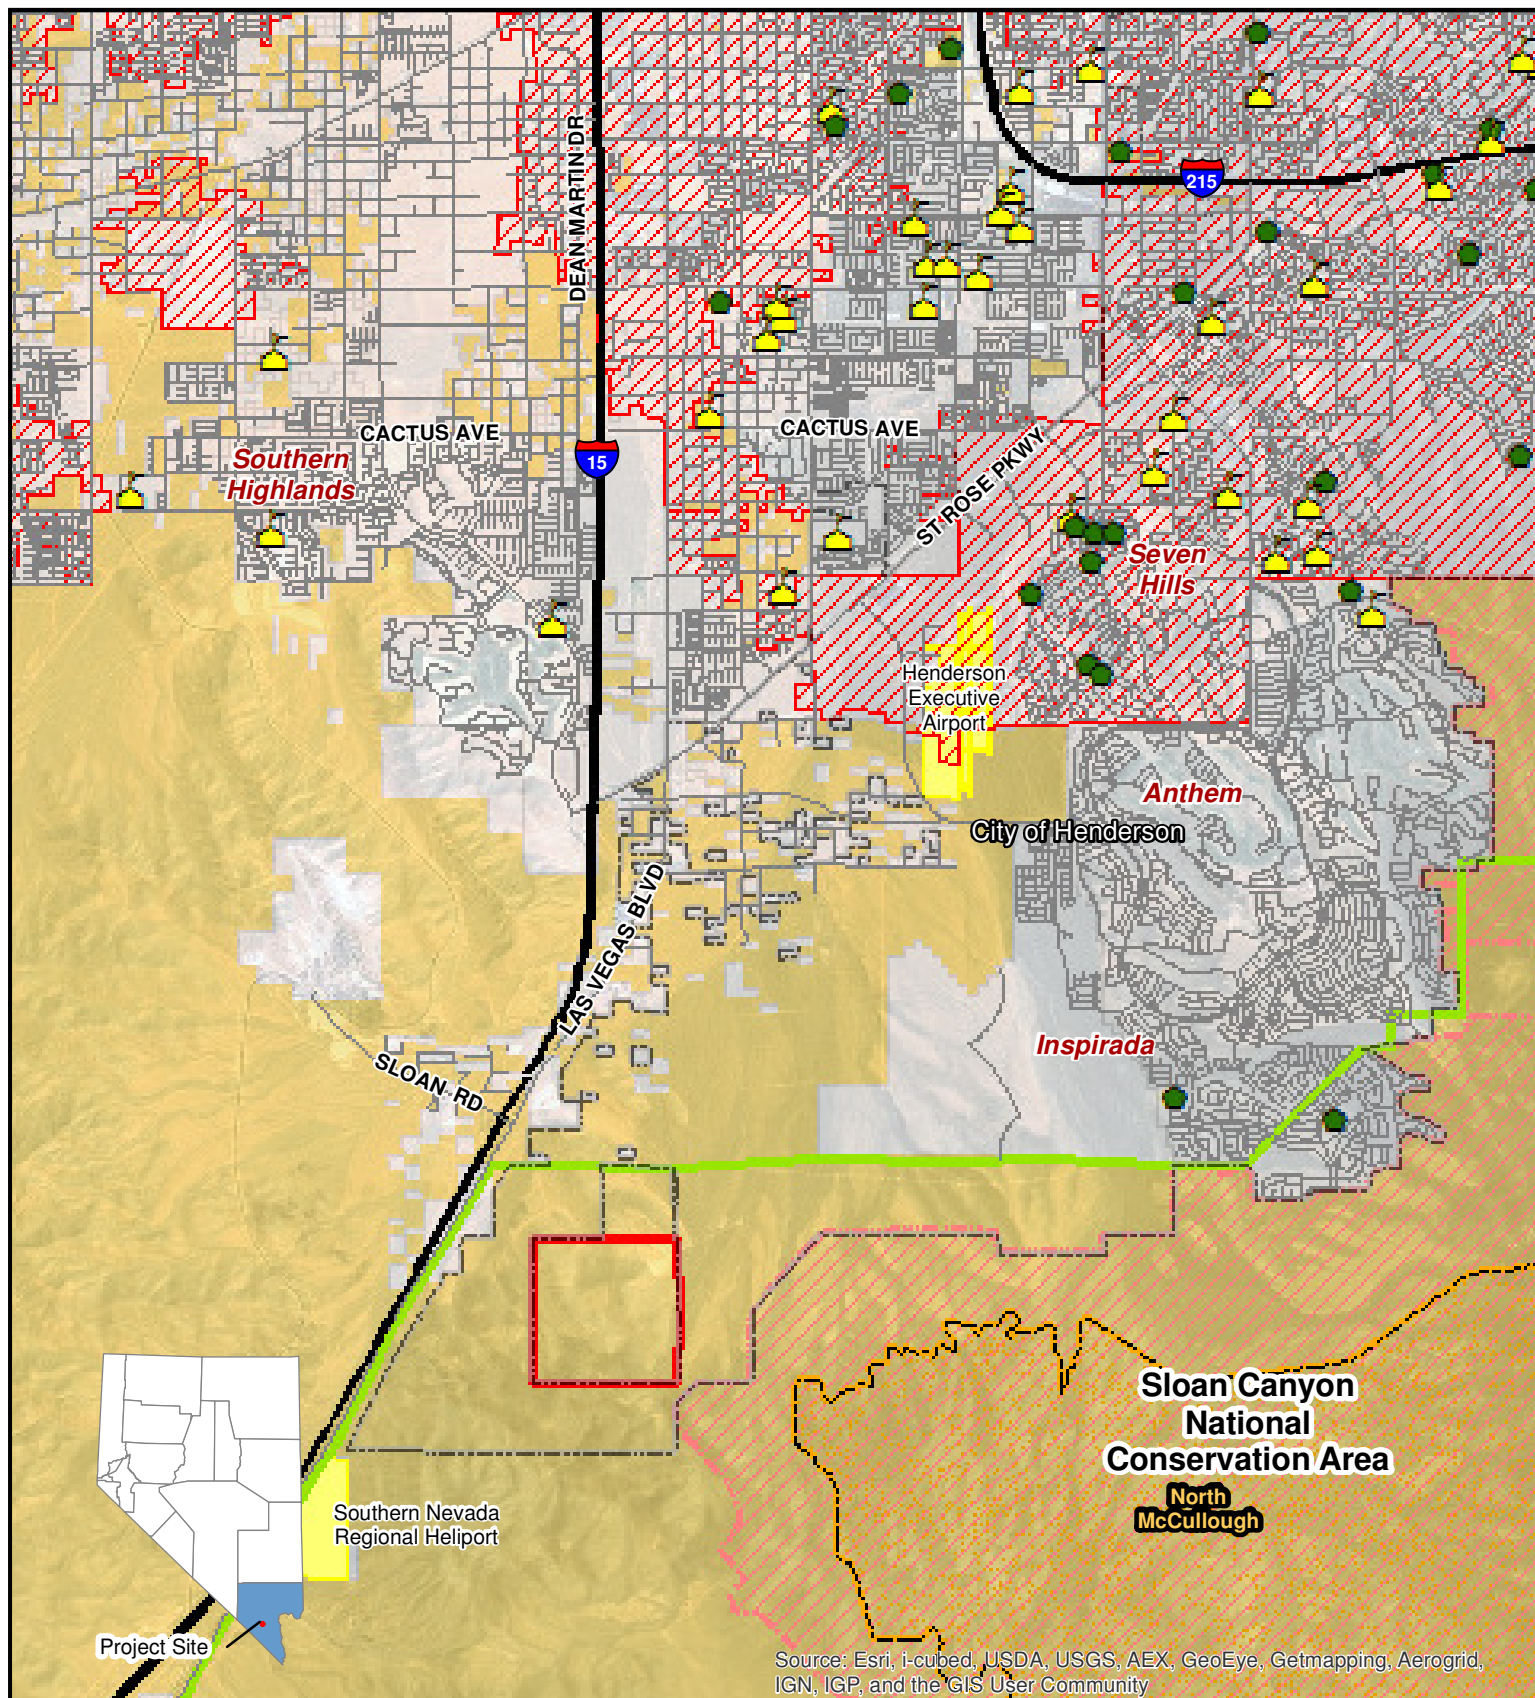 DEAN MARTIN DR
215
CACTUS AVE
CACTUS AVE
Southern
Highlands
15
ST ROSE PKWY
Seven
Hills
Henderson
Executive
Airport
Anthem
City of Henderson
LAS VEGAS BLVD
Inspirada
SLOAN RD
Sloan Canyon
National
Conservation Area
North
McCullough
Southern Nevada
Regional Heliport
Project Site
Source: Esri, i-cubed, USDA, USGS, AEX, GeoEye, Getmapping, Aerogrid,
IGN, IGP, and the GIS User Community